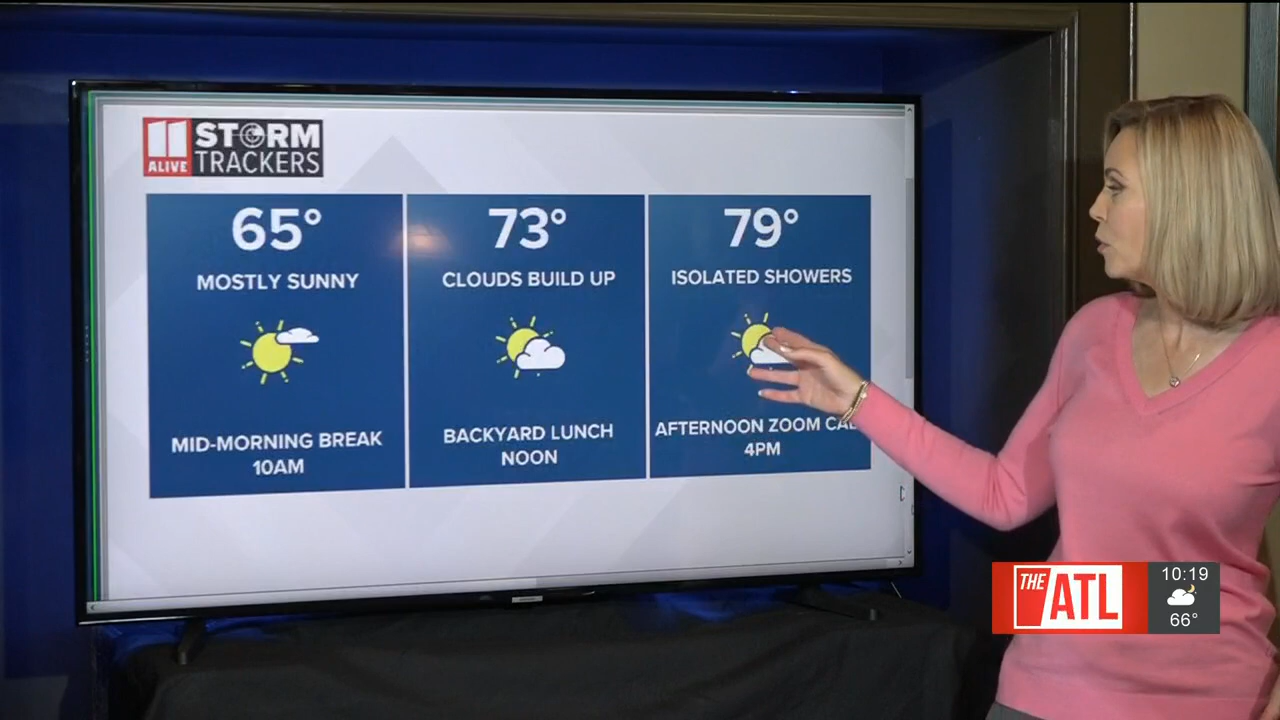 11 ALIVE
STORM
TRACKERS
65°
MOSTLY SUNNY
MID-MORNING BREAK
10AM
73°
CLOUDS BUILD UP
BACKYARD LUNCH
NOON
79°
ISOLATED SHOWERS
AFTERNOON ZOOM
4PM
THE ATL
10:19
66°